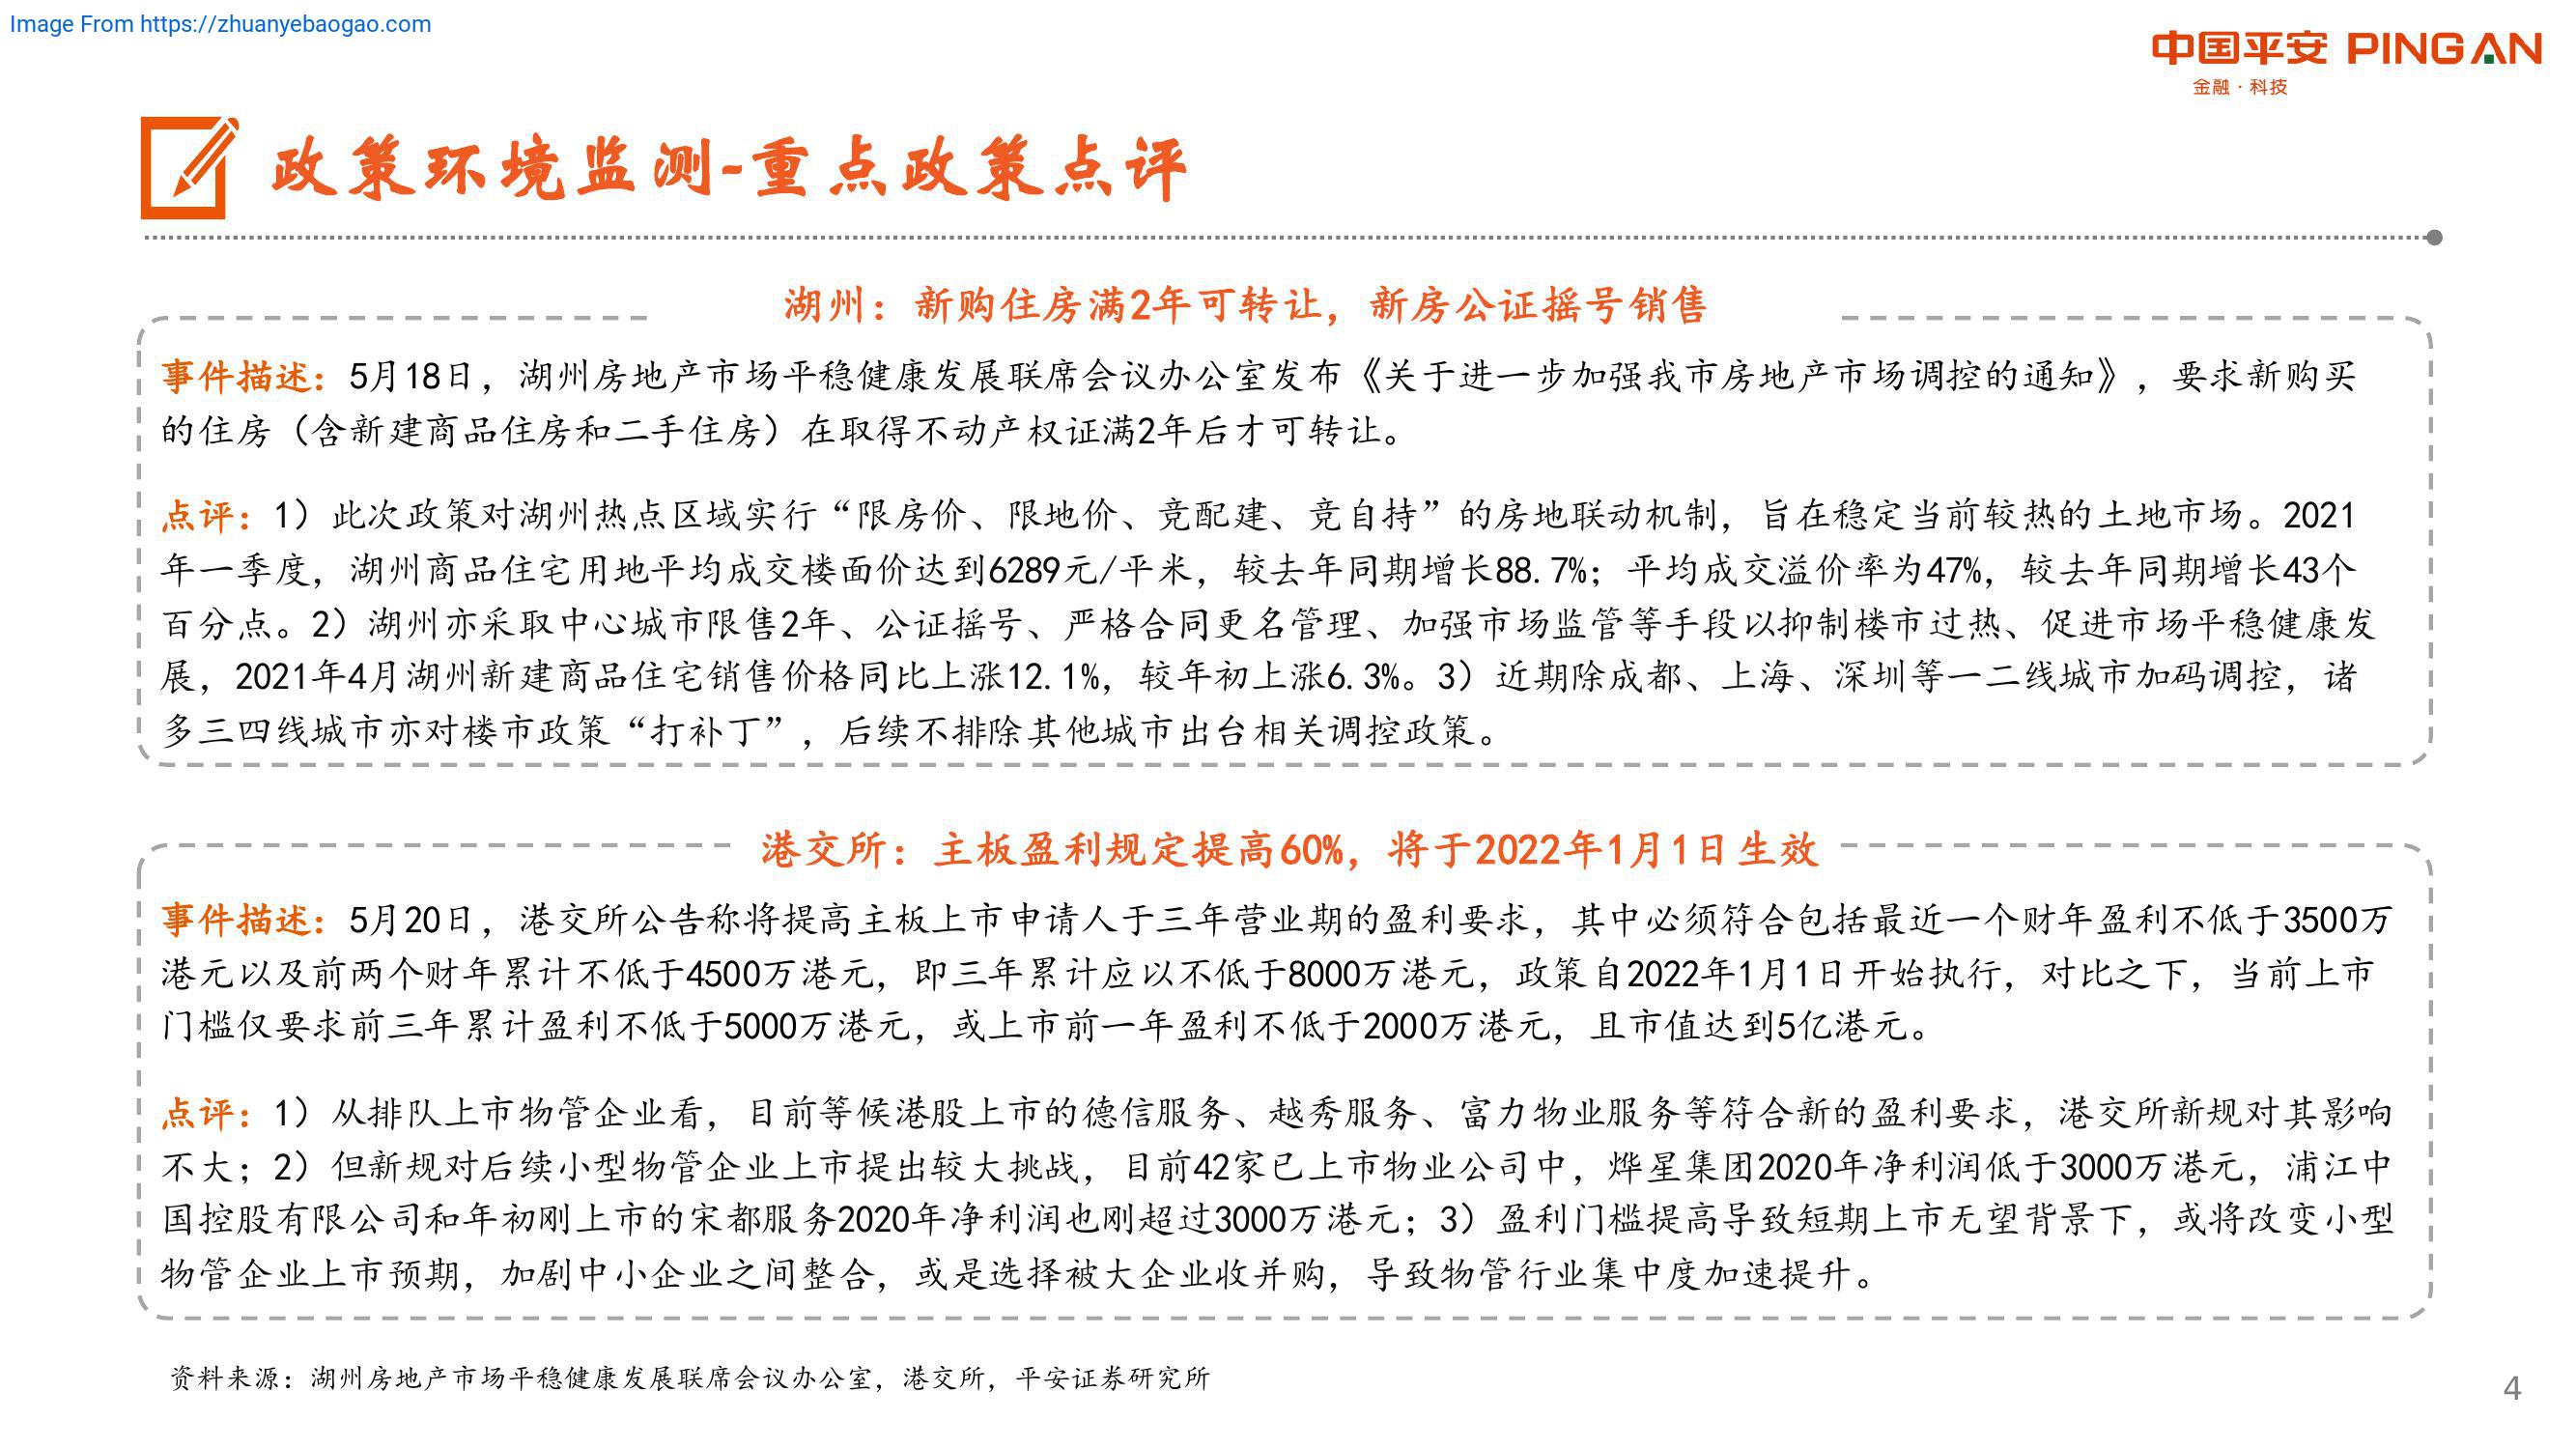 Image From https://zhuanyebaogao.com
中国平安 PINGAN
金融·科技
政策环境监测-重点政策点评
湖州：新购住房满2年可转让，新房公证摇号销售
事件描述：5月18日，湖州房地产市场平稳健康发展联席会议办公室发布《关于进一步加强我市房地产市场调控的通知》，要求新购买
的住房（含新建商品住房和二手住房）在取得不动产权证满2年后才可转让。
点评：1）此次政策对湖州热点区域实行“限房价、限地价、竞配建、竞自持”的房地联动机制，旨在稳定当前较热的土地市场。2021
年一季度，湖州商品住宅用地平均成交楼面价达到6289元/平米，较去年同期增长88.7%；平均成交溢价率为47%，较去年同期增长43个
百分点。2）湖州亦采取中心城市限售2年、公证摇号、严格合同更名管理、加强市场监管等手段以抑制楼市过热、促进市场平稳健康发
展，2021年4月湖州新建商品住宅销售价格同比上涨12.1%，较年初上涨6.3%。3）近期除成都、上海、深圳等一二线城市加码调控，诸
多三四线城市亦对楼市政策“打补丁”，后续不排除其他城市出台相关调控政策。
港交所：主板盈利规定提高60%，将于2022年1月1日生效
事件描述：5月20日，港交所公告称将提高主板上市申请人于三年营业期的盈利要求，其中必须符合包括最近一个财年盈利不低于3500万
港元以及前两个财年累计不低于4500万港元，即三年累计应以不低于8000万港元，政策自2022年1月1日开始执行，对比之下，当前上市
门槛仅要求前三年累计盈利不低于5000万港元，或上市前一年盈利不低于2000万港元，且市值达到5亿港元。
点评：1）从排队上市物管企业看，目前等候港股上市的德信服务、越秀服务、富力物业服务等符合新的盈利要求，港交所新规对其影响
不大；2）但新规对后续小型物管企业上市提出较大挑战，目前42家已上市物业公司中，烨星集团2020年净利润低于3000万港元，浦江中
国控股有限公司和年初刚上市的宋都服务2020年净利润也刚超过3000万港元；3）盈利门槛提高导致短期上市无望背景下，或将改变小型
物管企业上市预期，加剧中小企业之间整合，或是选择被大企业收并购，导致物管行业集中度加速提升。
资料来源：湖州房地产市场平稳健康发展联席会议办公室，港交所，平安证券研究所
4